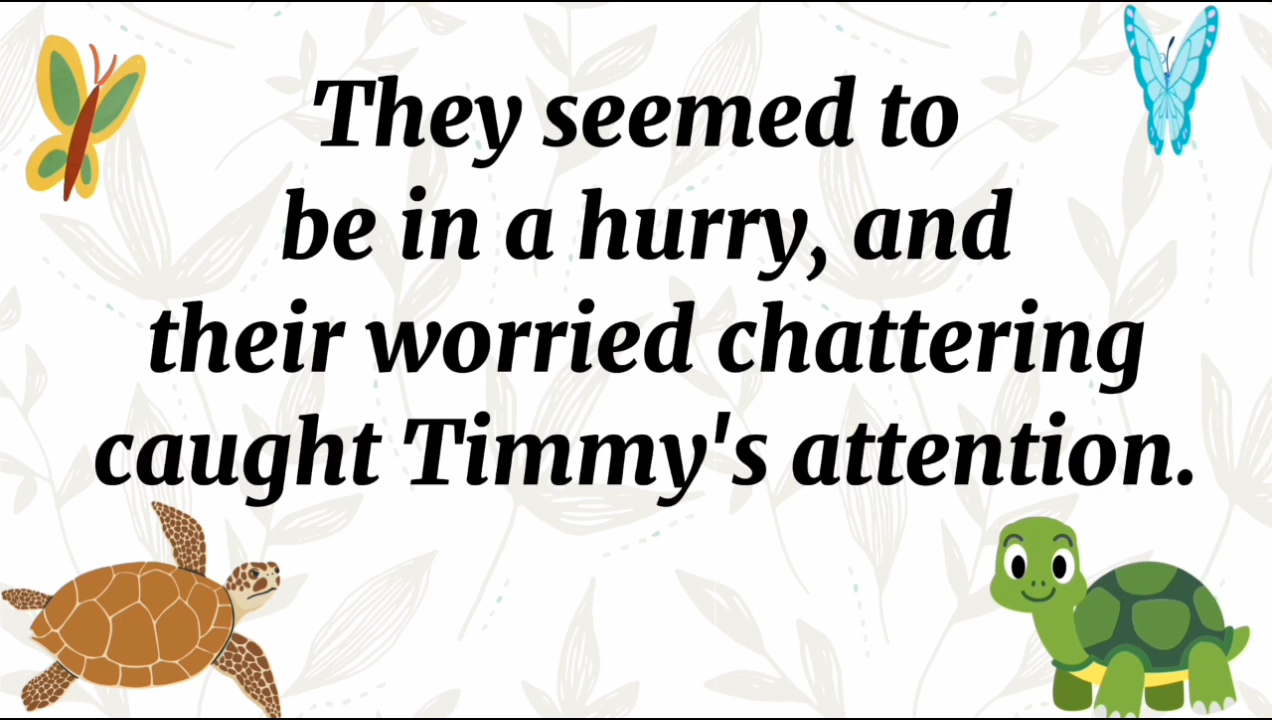 They seemed to
be in a hurry, and
their worried chattering
caught Timmy's attention.